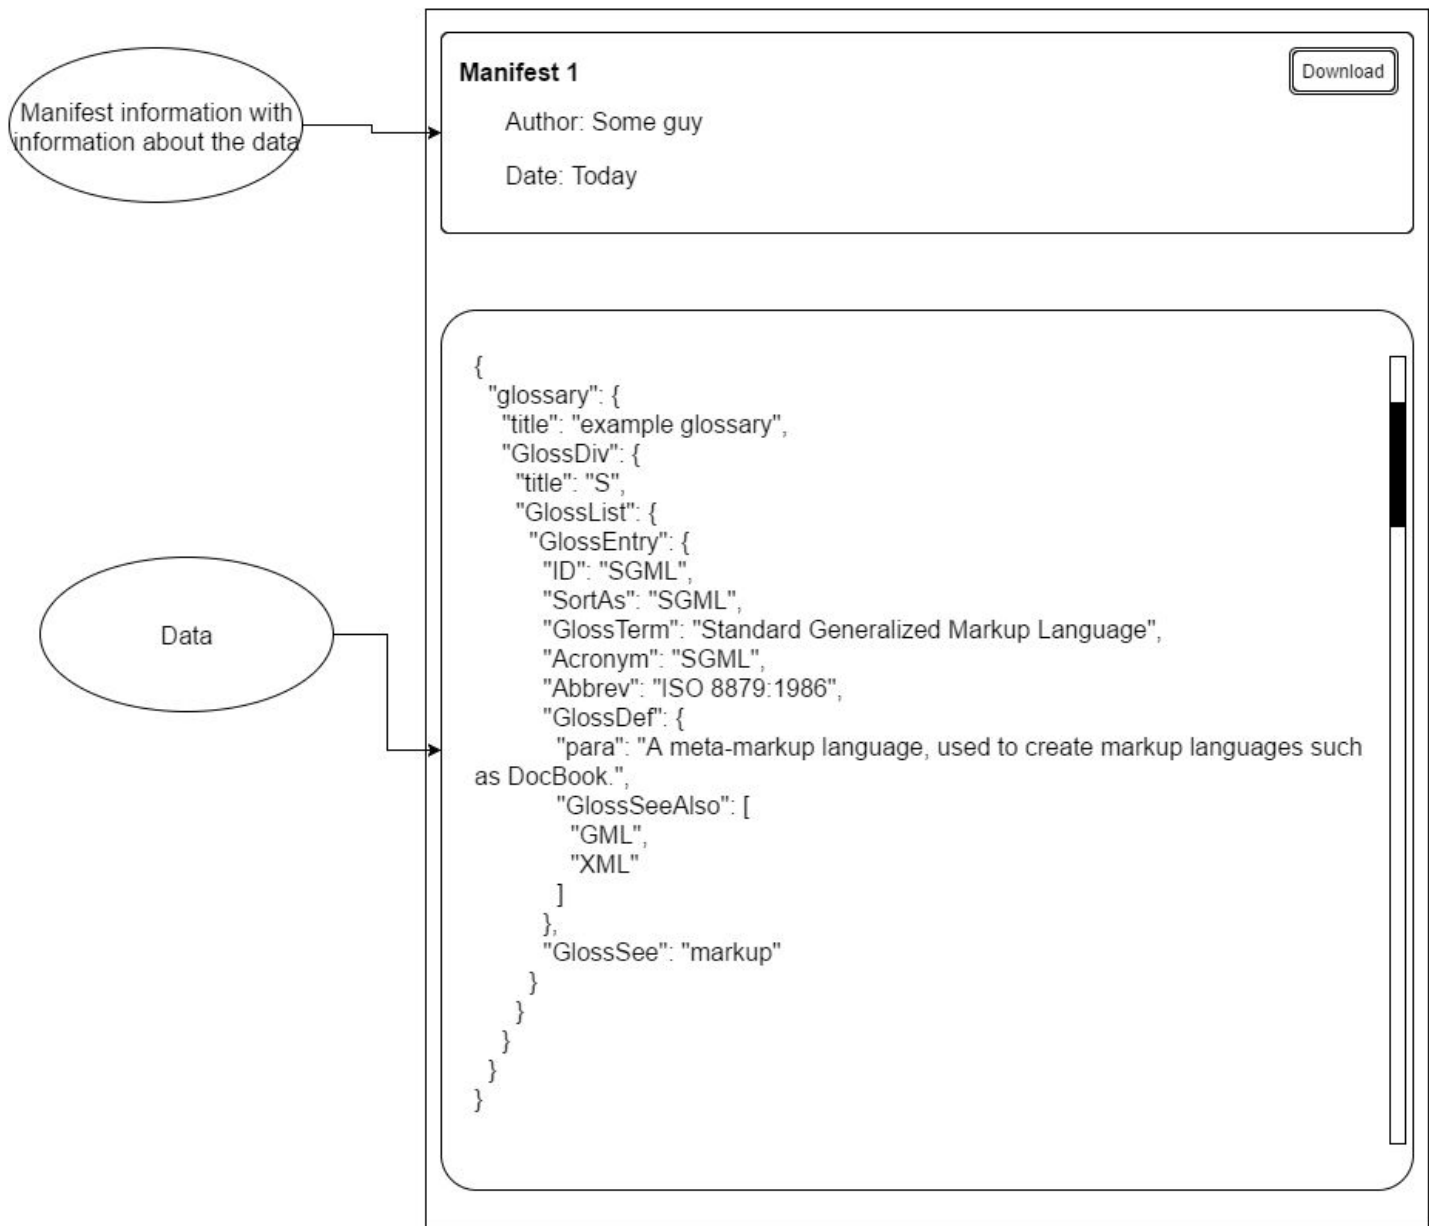 Manifest information with
information about the data
Manifest 1
Download
Author: Some guy
Date: Today
Data
{
  "glossary": {
    "title": "example glossary",
    "GlossDiv": {
      "title": "S",
      "GlossList": {
        "GlossEntry": {
          "ID": "SGML",
          "SortAs": "SGML",
          "GlossTerm": "Standard Generalized Markup Language",
          "Acronym": "SGML",
          "Abbrev": "ISO 8879:1986",
          "GlossDef": {
            "para": "A meta-markup language, used to create markup languages such
as DocBook.",
            "GlossSeeAlso": [
              "GML",
              "XML"
            ]
          },
          "GlossSee": "markup"
        }
      }
    }
  }
}